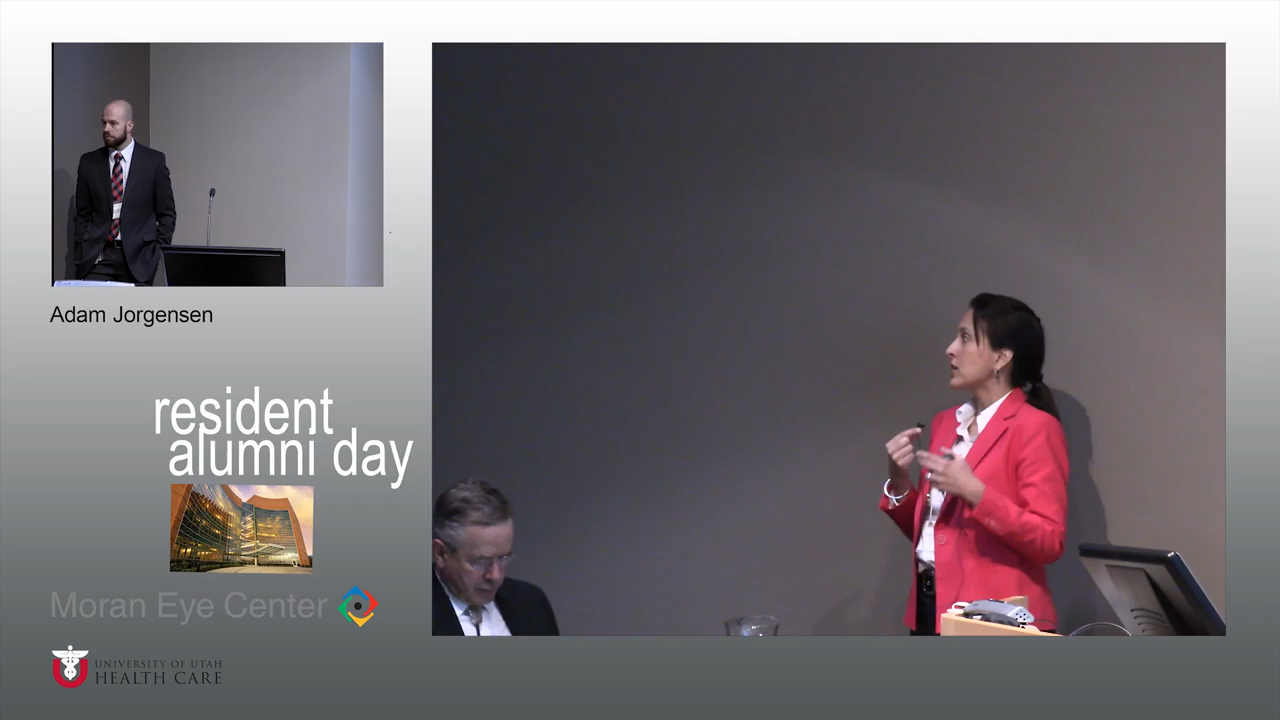 Adam Jorgensen
resident
alumni day
Moran Eye Center
UNIVERSITY OF UTAH
HEALTH CARE